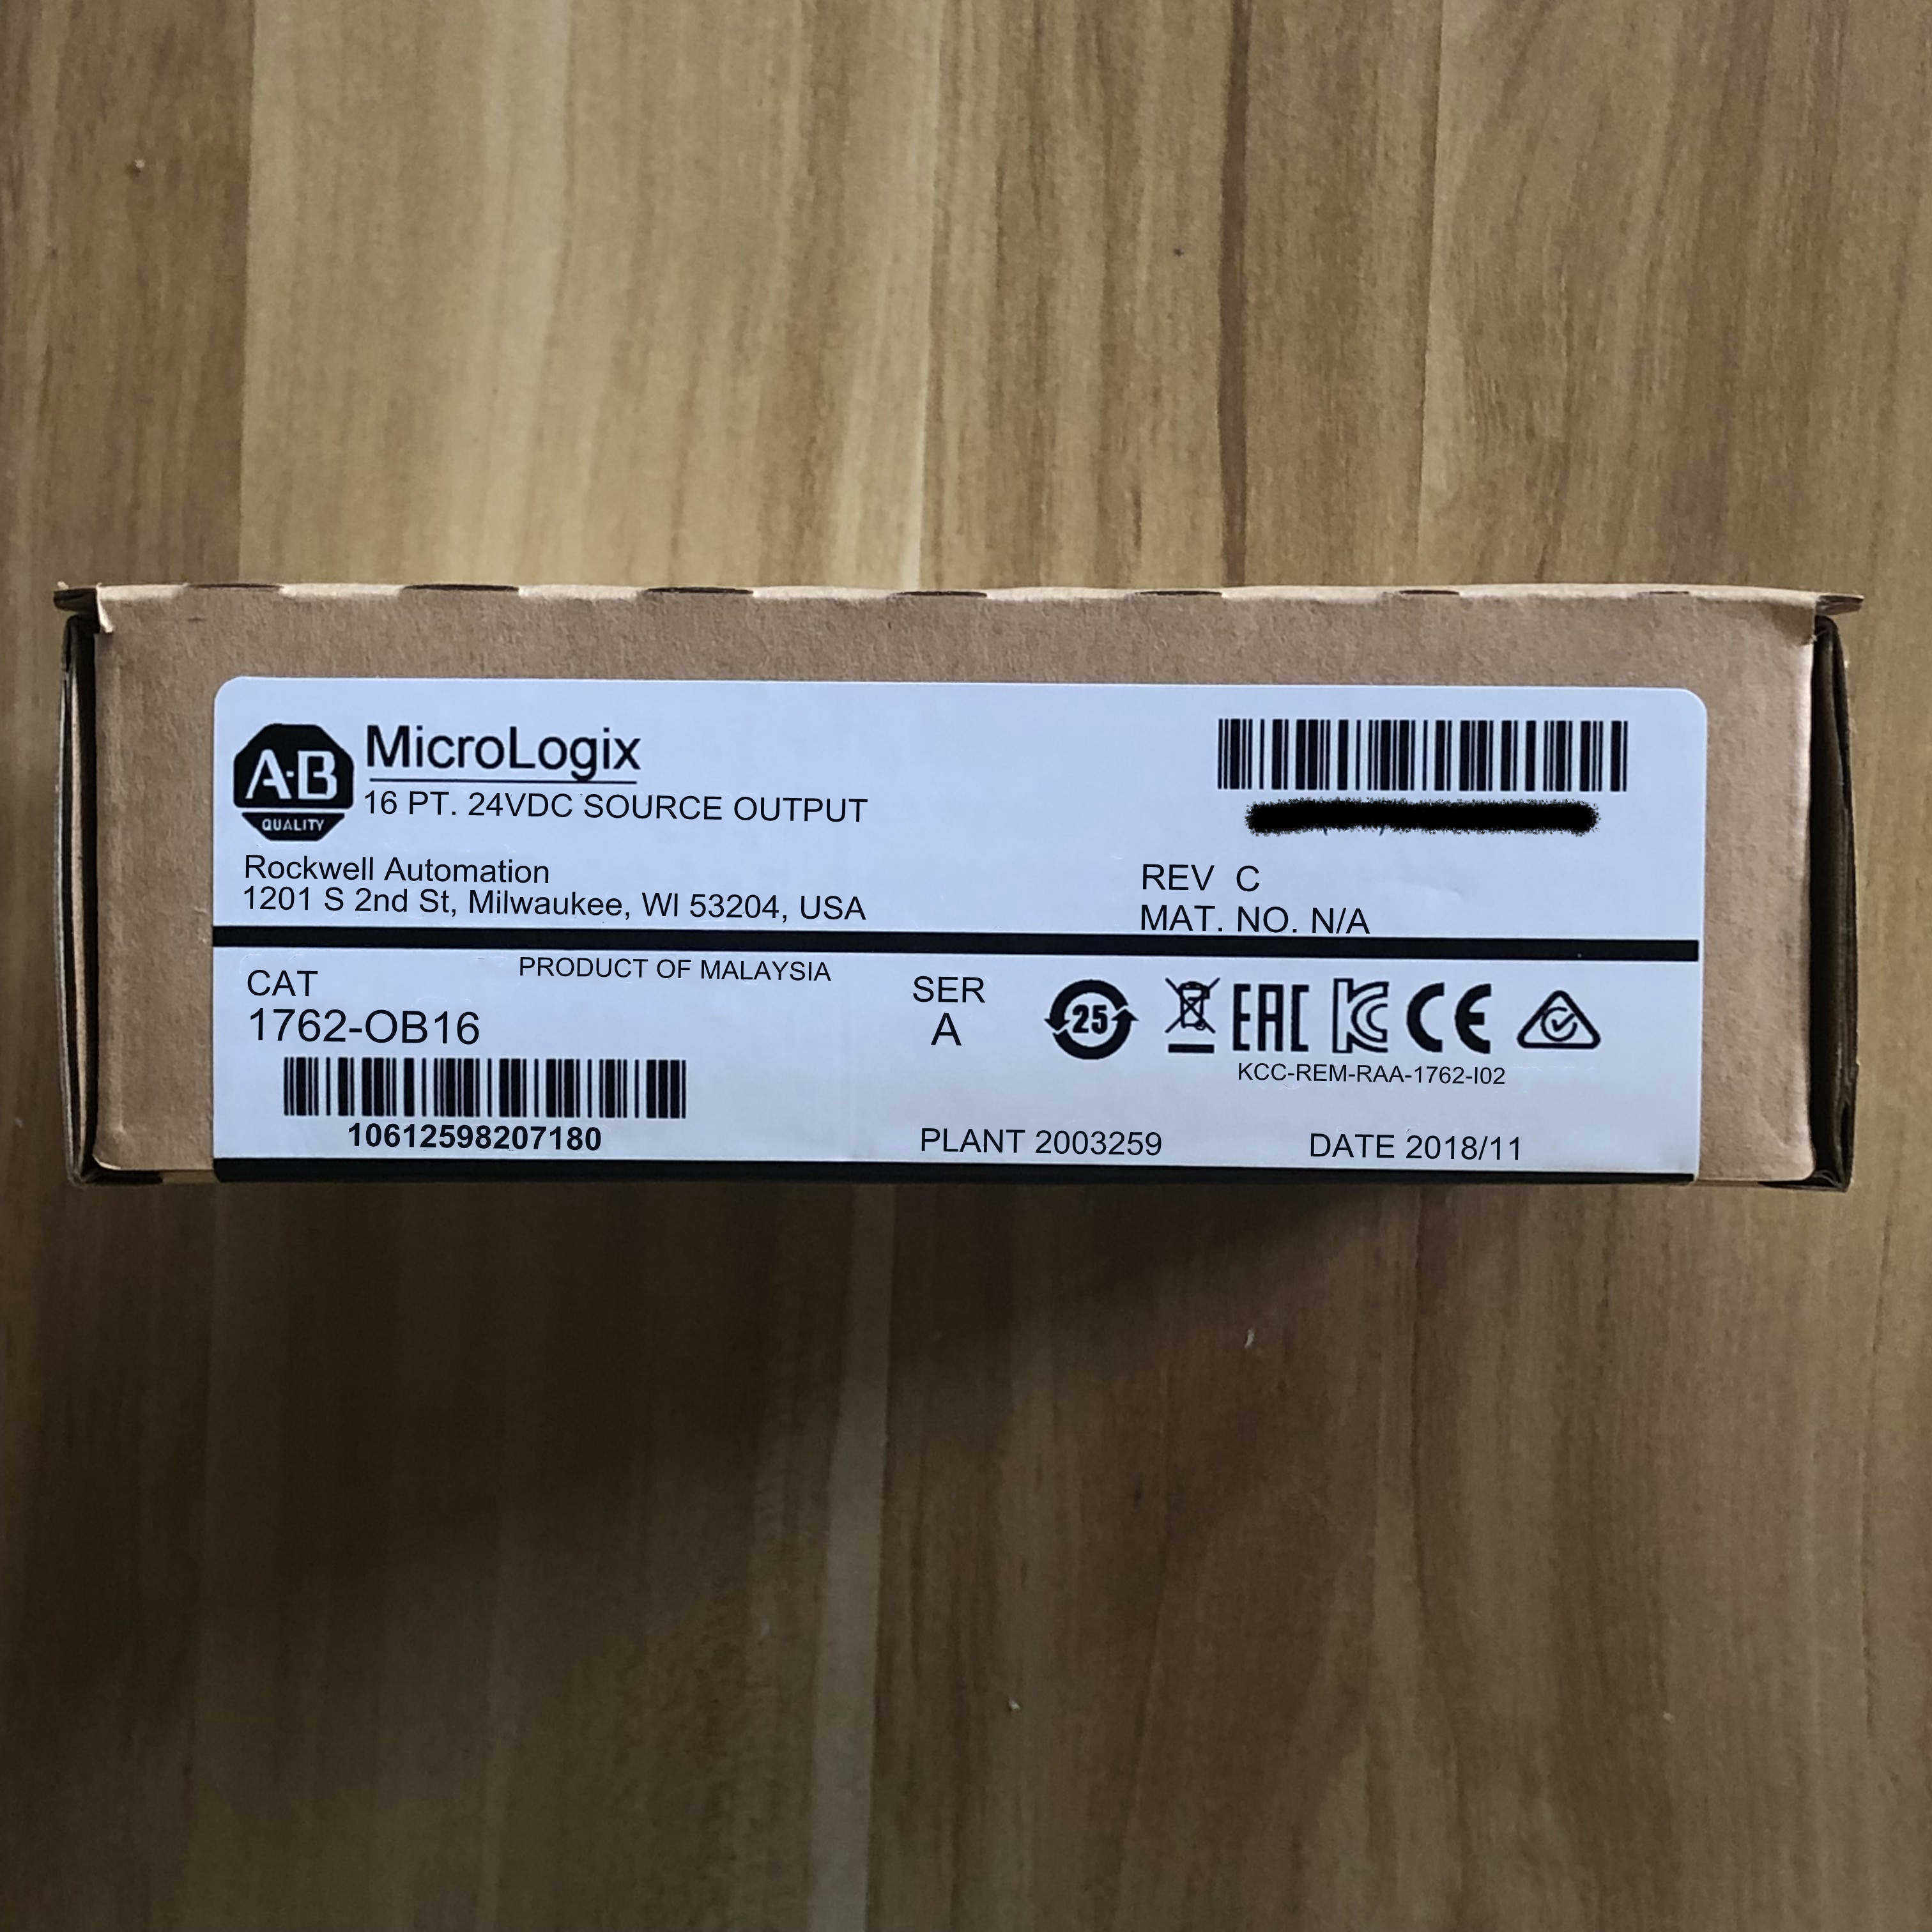 A·B
QUALITY
MicroLogix
16 PT. 24VDC SOURCE OUTPUT
Rockwell Automation
1201 S 2nd St, Milwaukee, WI 53204, USA
REV C
MAT. NO. N/A
PRODUCT OF MALAYSIA
CAT
1762-OB16
10612598207180
SER
A
25
EAC
KC
CE
KCC-REM-RAA-1762-I02
PLANT 2003259
DATE 2018/11